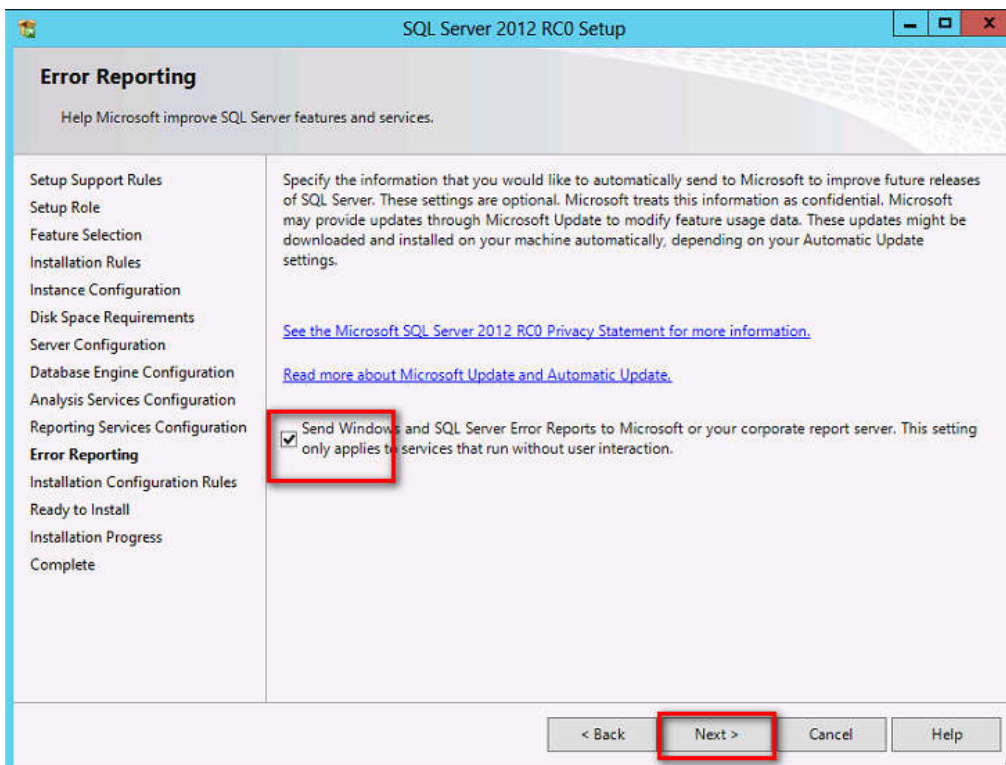 SQL Server 2012 RC0 Setup
Error Reporting
Help Microsoft improve SQL Server features and services.
Setup Support Rules
Setup Role
Feature Selection
Installation Rules
Instance Configuration
Disk Space Requirements
Server Configuration
Database Engine Configuration
Analysis Services Configuration
Reporting Services Configuration
Error Reporting
Installation Configuration Rules
Ready to Install
Installation Progress
Complete
Specify the information that you would like to automatically send to Microsoft to improve future releases
of SQL Server. These settings are optional. Microsoft treats this information as confidential. Microsoft
may provide updates through Microsoft Update to modify feature usage data. These updates might be
downloaded and installed on your machine automatically, depending on your Automatic Update
settings.
See the Microsoft SQL Server 2012 RC0 Privacy Statement for more information.
Read more about Microsoft Update and Automatic Update.
Send Windows and SQL Server Error Reports to Microsoft or your corporate report server. This setting
only applies to services that run without user interaction.
< Back
Next >
Cancel
Help